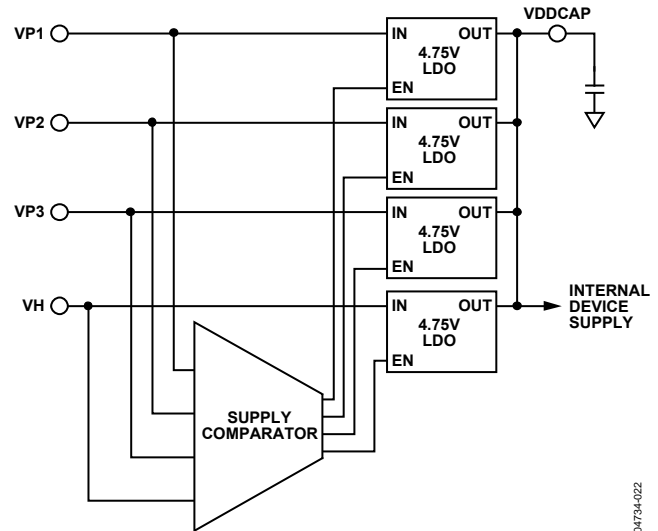 VP1
IN
OUT
4.75V
LDO
EN
VDDCAP
VP2
IN
OUT
4.75V
LDO
EN
VP3
IN
OUT
4.75V
LDO
EN
VH
IN
OUT
4.75V
LDO
EN
INTERNAL
DEVICE
SUPPLY
SUPPLY
COMPARATOR
04734-022